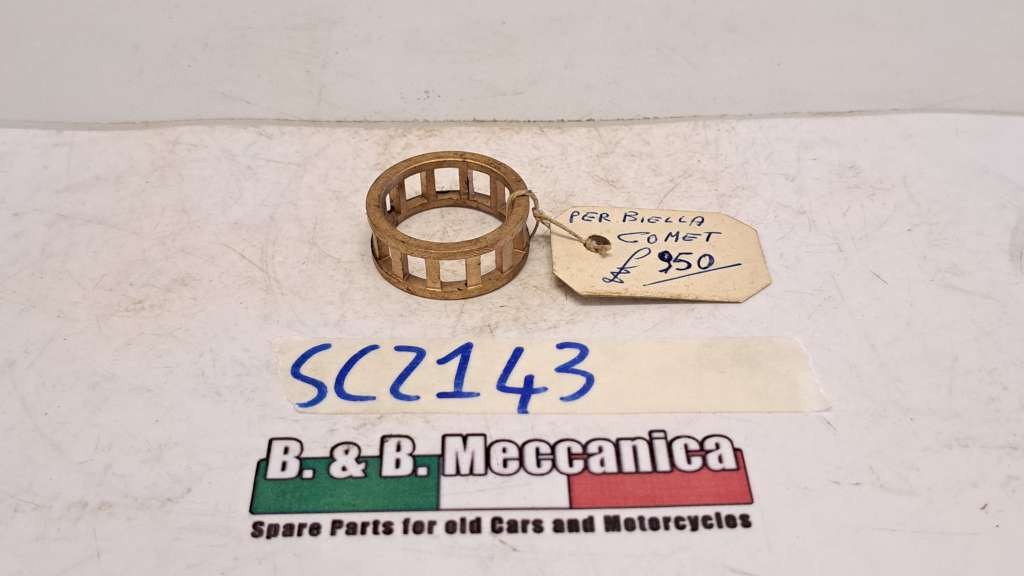 PER BIELLA
COMET
£ 950
SC2143
B. & B. Meccanica
Spare Parts for old Cars and Motorcycles